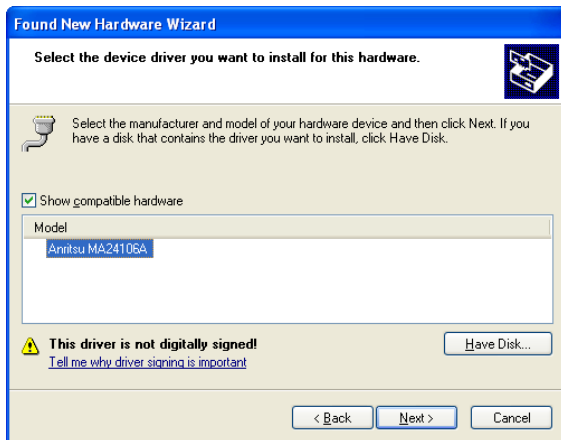 Found New Hardware Wizard
Select the device driver you want to install for this hardware.
Select the manufacturer and model of your hardware device and then click Next. If you
have a disk that contains the driver you want to install, click Have Disk.
Show compatible hardware
Model
Anritsu MA24106A
This driver is not digitally signed!
Tell me why driver signing is important
Have Disk...
< Back
Next >
Cancel